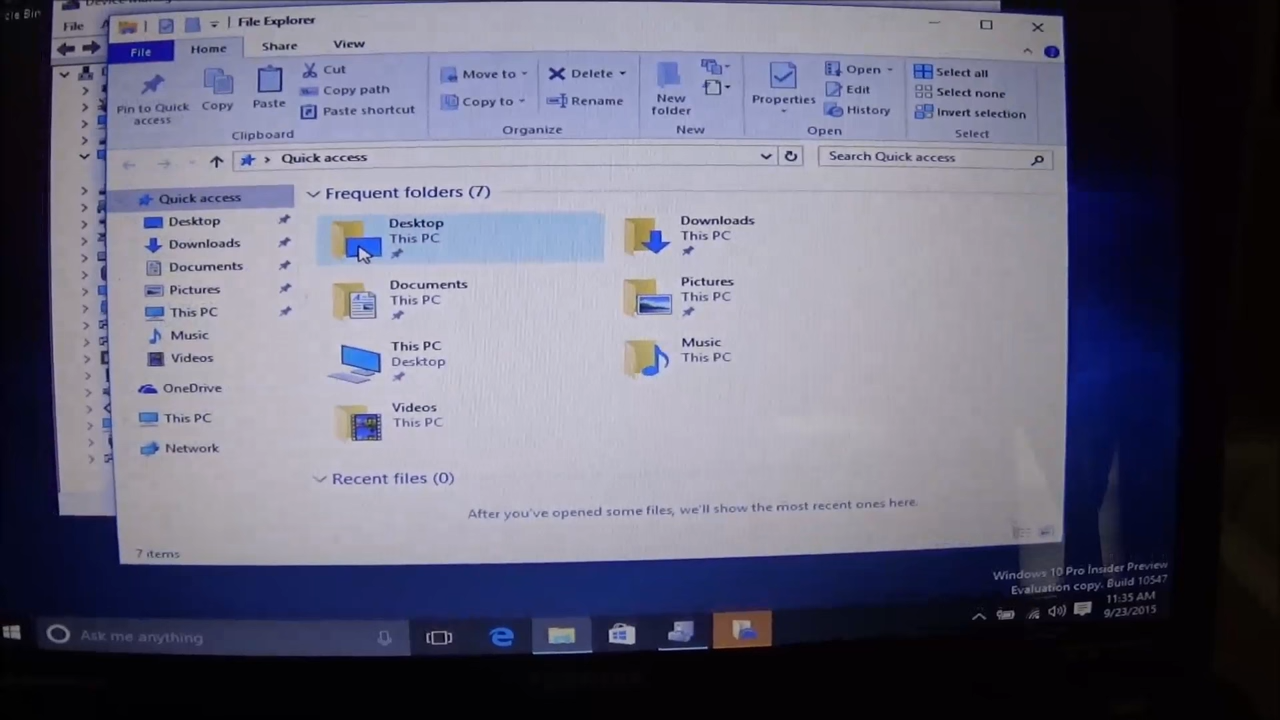 cle Bin
File
File Explorer
File
Home
Share
View
Pin to Quick
access
Copy
Paste
Cut
Copy path
Paste shortcut
Clipboard
Move to
Copy to
Delete
Rename
Organize
New
folder
New
Properties
Open
Edit
History
Open
Select all
Select none
Invert selection
Select
Quick access
Search Quick access
Quick access
Desktop
Downloads
Documents
Pictures
This PC
Music
Videos
OneDrive
This PC
Network
Frequent folders (7)
Desktop
This PC
Downloads
This PC
Documents
This PC
Pictures
This PC
This PC
Desktop
Music
This PC
Videos
This PC
Recent files (0)
After you've opened some files, we'll show the most recent ones here.
7 items
Windows 10 Pro Insider Preview
Evaluation copy. Build 10547
11:35 AM
9/23/2015
Ask me anything